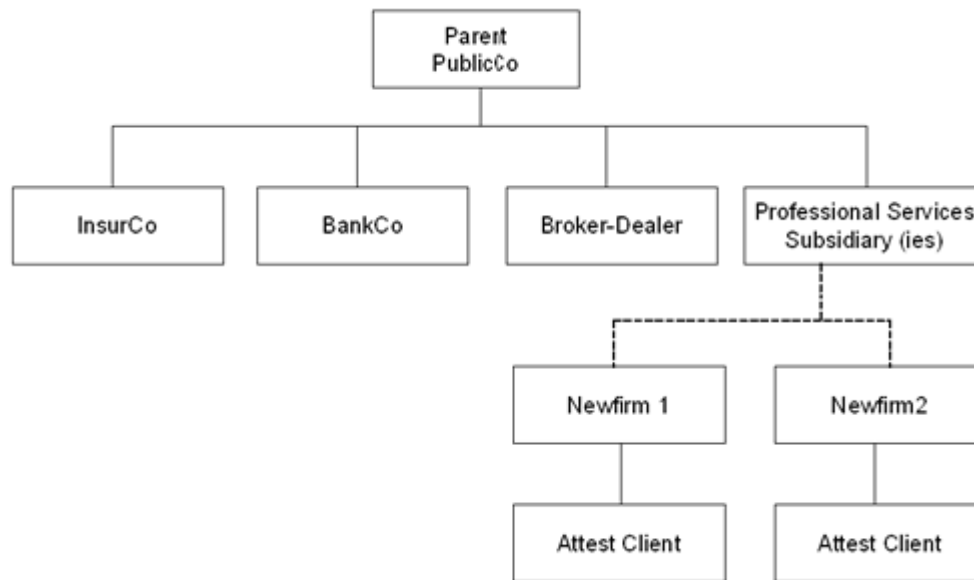 Parent
PublicCo
InsurCo
BankCo
Broker-Dealer
Professional Services
Subsidiary (ies)
Newfirm 1
Newfirm2
Attest Client
Attest Client